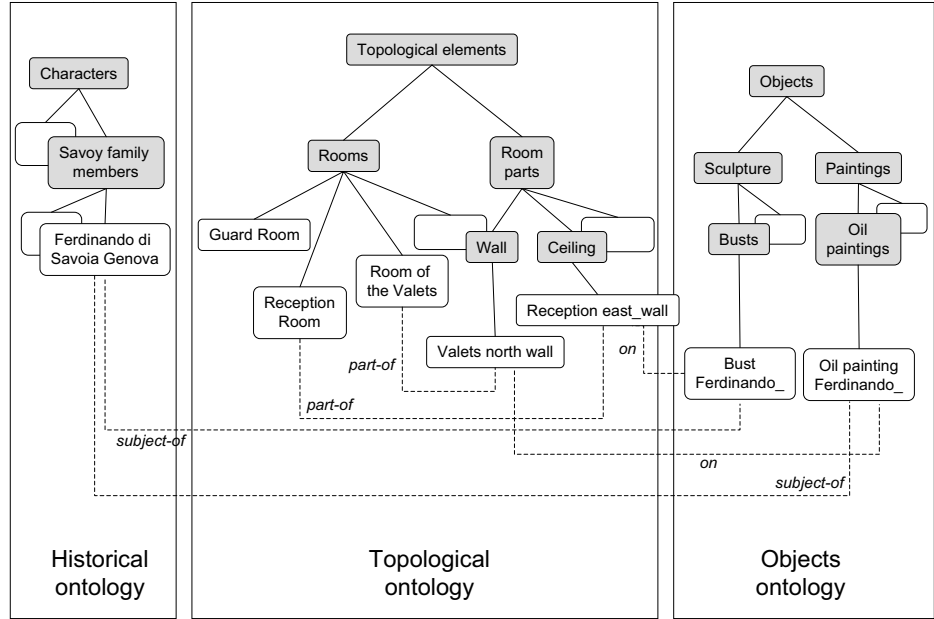 Characters
Savoy family
members
Ferdinando di
Savoia Genova
Topological elements
Rooms
Room
parts
Guard Room
Wall
Ceiling
Room of
the Valets
Reception
Room
Reception east_wall
Valets north wall
part-of
part-of
on
Objects
Sculpture
Paintings
Busts
Oil
paintings
Bust
Ferdinando_
Oil painting
Ferdinando_
subject-of
on
subject-of
Historical
ontology
Topological
ontology
Objects
ontology